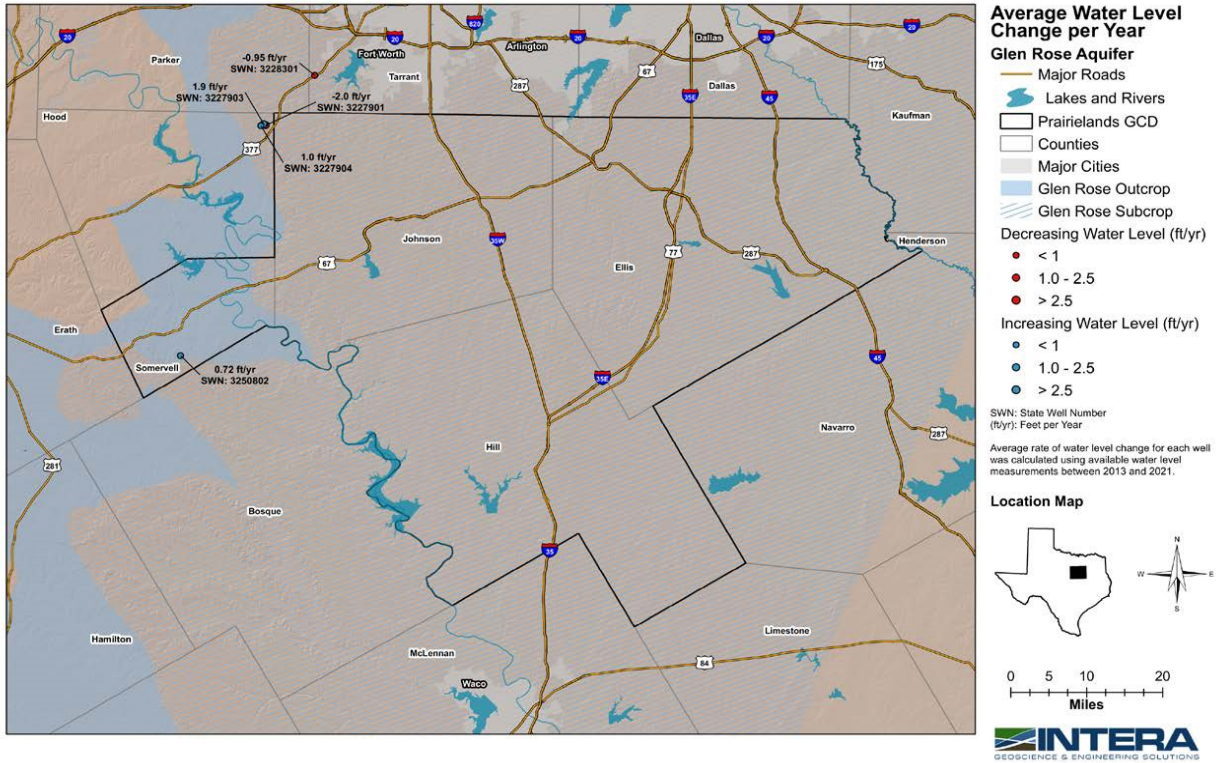 20
820
20
Arlington
Dallas
20
20
Parker
-0.95 ft/yr
SWN: 3228301
Fort Worth
Tarrant
67
175
1.9 ft/yr
SWN: 3227903
-2.0 ft/yr
SWN: 3227901
287
35E
Dallas
45
Hood
Kaufman
377
1.0 ft/yr
SWN: 3227904
Johnson
35W
Henderson
67
Ellis
77
287
Erath
Somervell
0.72 ft/yr
SWN: 3250802
45
35E
Hill
Navarro
287
281
Bosque
35
Hamilton
McLennan
Limestone
84
Waco
Average Water Level
Change per Year
Glen Rose Aquifer
Major Roads
Lakes and Rivers
Prairielands GCD
Counties
Major Cities
Glen Rose Outcrop
Glen Rose Subcrop
Decreasing Water Level (ft/yr)
< 1
1.0 - 2.5
> 2.5
Increasing Water Level (ft/yr)
< 1
1.0 - 2.5
> 2.5
SWN: State Well Number
(ft/yr): Feet per Year
Average rate of water level change for each well
was calculated using available water level
measurements between 2013 and 2021.
Location Map
N
W E
S
0 5 10 20
Miles
INTERA
GEOSCIENCE & ENGINEERING SOLUTIONS